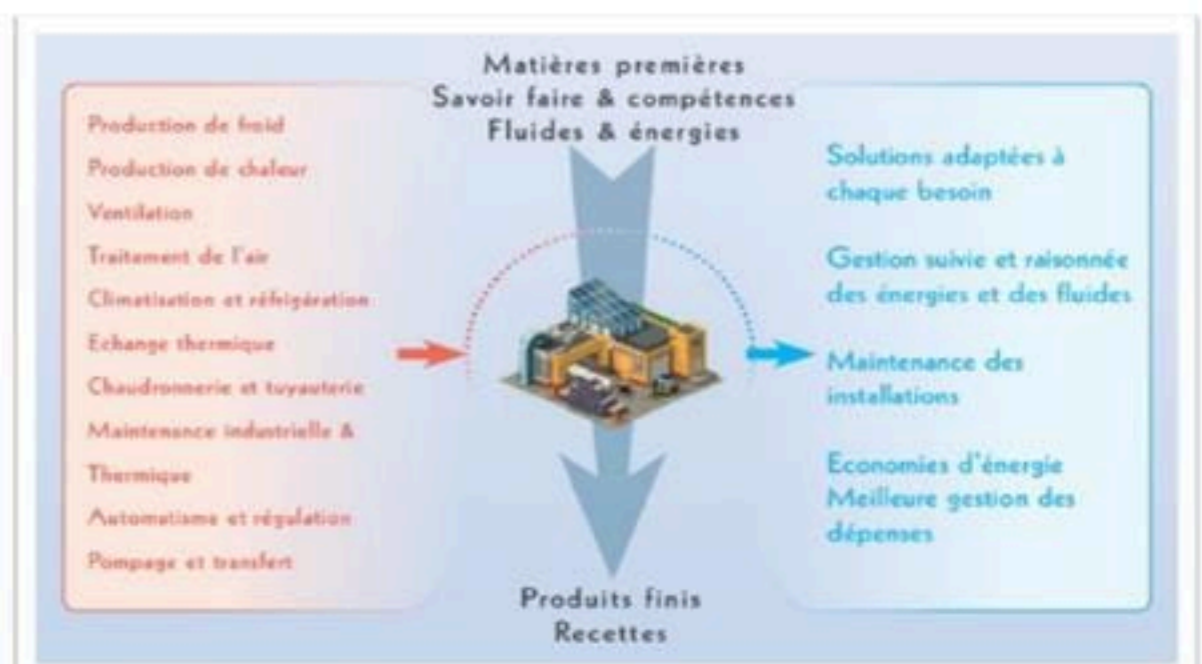 Matières premières
Savoir faire & compétences
Fluides & énergies
Production de froid
Production de chaleur
Ventilation
Traitement de l'air
Climatisation et réfrigération
Echange thermique
Chaudronnerie et tuyauterie
Maintenance industrielle &
Thermique
Automatisme et régulation
Pompage et transfert
Solutions adaptées à
chaque besoin
Gestion suivie et raisonnée
des énergies et des fluides
Maintenance des
installations
Economies d'énergie
Meilleure gestion des
dépenses
Produits finis
Recettes